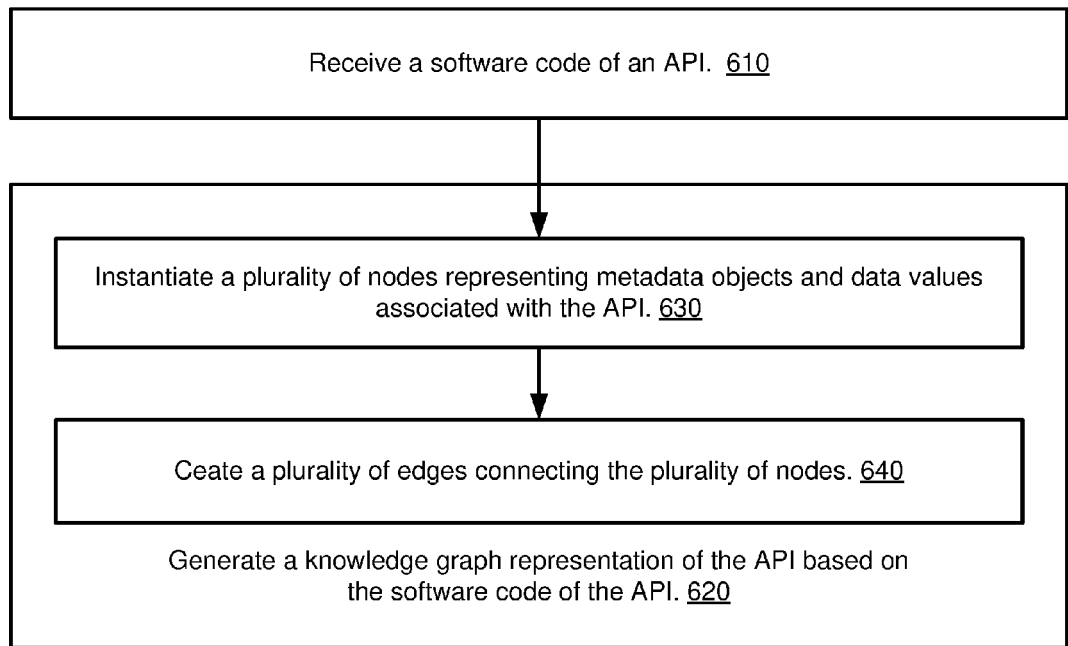 Receive a software code of an API. 610
Instantiate a plurality of nodes representing metadata objects and data values
associated with the API. 630
Ceate a plurality of edges connecting the plurality of nodes. 640
Generate a knowledge graph representation of the API based on
the software code of the API. 620